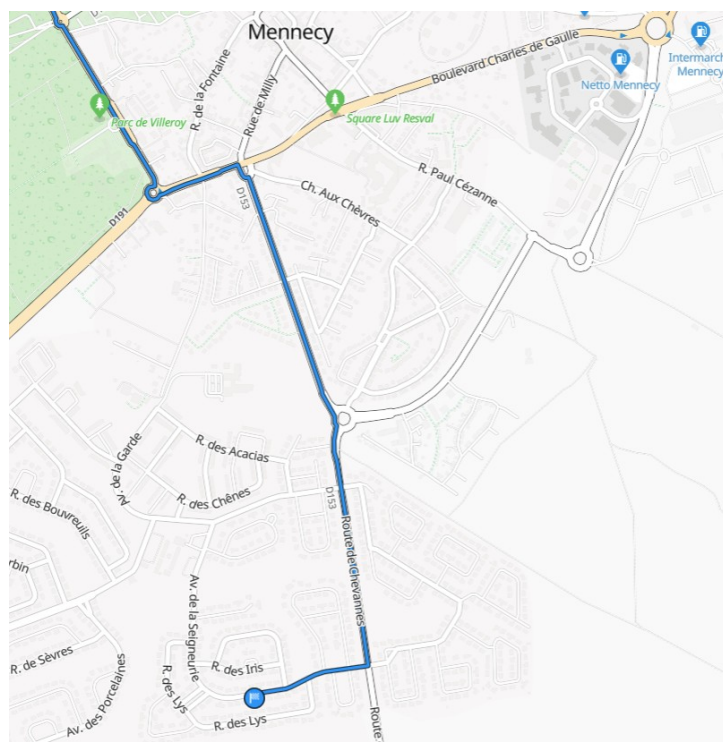 Mennecy
Boulevard Charles de Gaulle
Intermarch
Mennecy
Netto Mennecy
R. de la Fontaine
Rue de Milly
Parc de Villeroy
Square Luv Resval
R. Paul Cézanne
D153
Ch. Aux Chèvres
D191
Av. de la Garde
R. des Acacias
R. des Chênes
D153
R. des Bouvreuils
Route de Chevannes
rbin
Av. de la Seigneurie
R. de Sèvres
R. des Iris
R. des Lys
Av. des Porcelaines
R. des Lys
Route